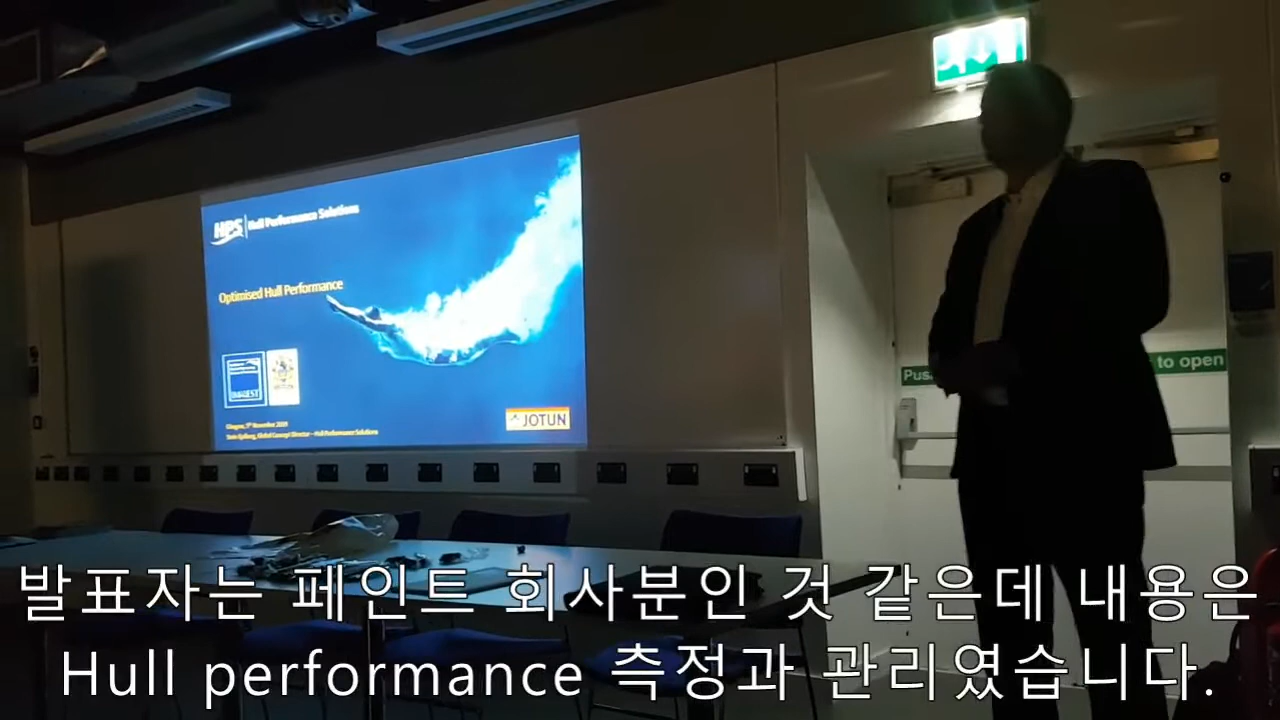 HPS Hull Performance Solutions
Optimised Hull Performance
JOTUN
to open
발표자는 페인트 회사분인 것 같은데 내용은
Hull performance 측정과 관리였습니다.